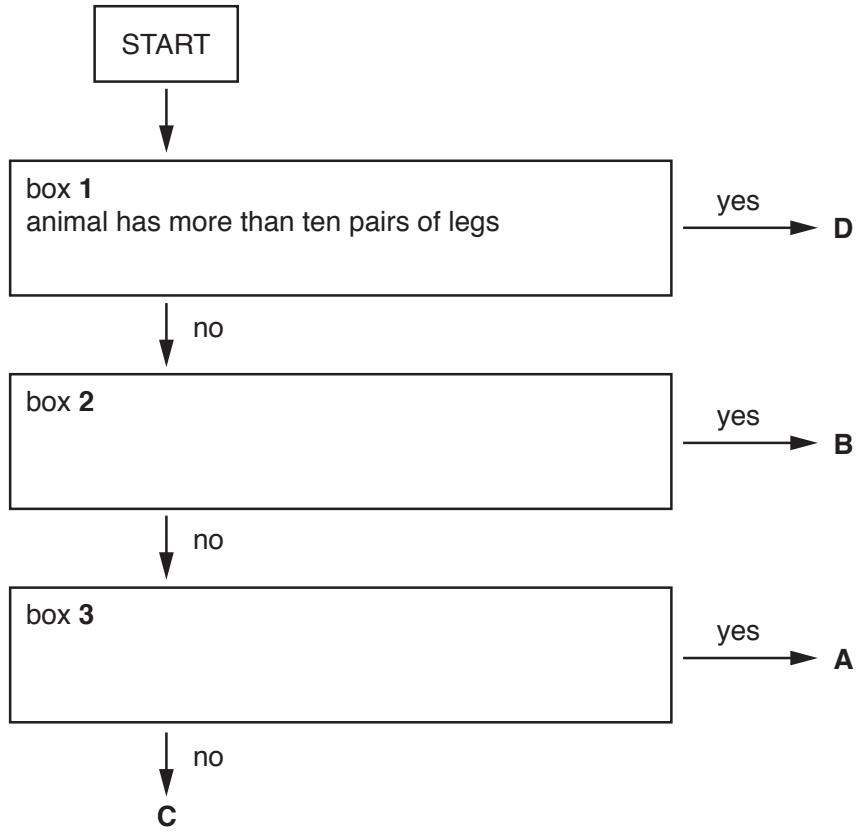 START
box 1
animal has more than ten pairs of legs
yes
D
no
box 2
yes
B
no
box 3
yes
A
no
C